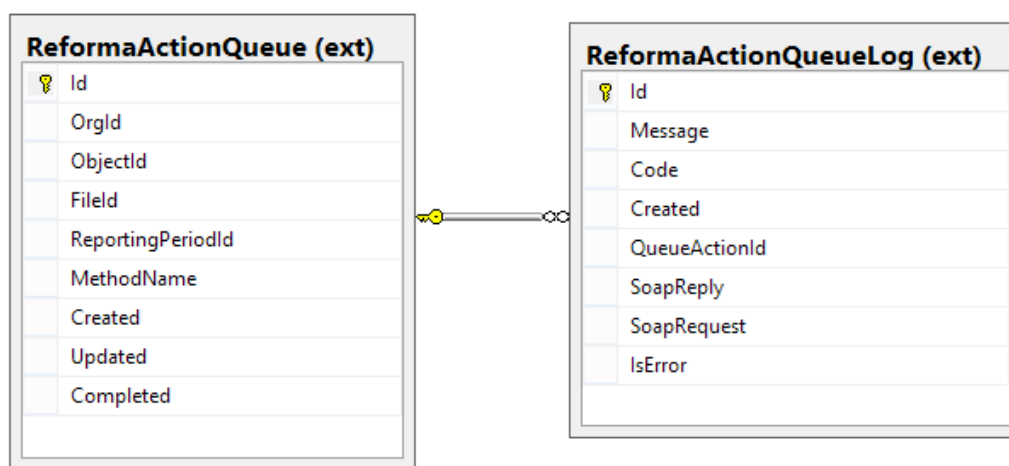 ReformaActionQueue (ext)
Id
OrgId
ObjectId
FileId
ReportingPeriodId
MethodName
Created
Updated
Completed
ReformaActionQueueLog (ext)
Id
Message
Code
Created
QueueActionId
SoapReply
SoapRequest
IsError